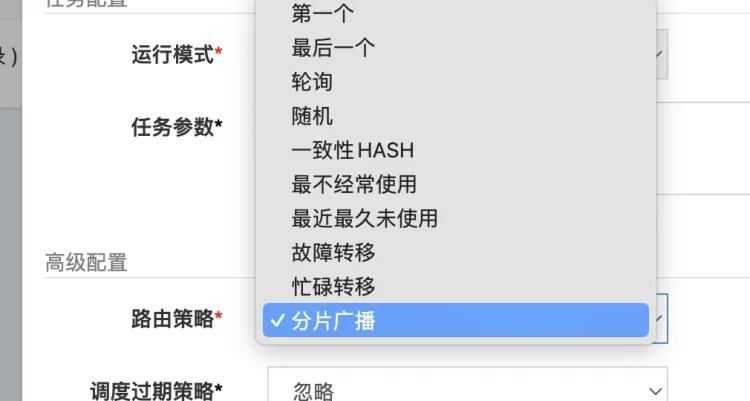 任务配置
第一个
最后一个
录)
运行模式*
轮询
随机
任务参数*
一致性HASH
最不经常使用
最近最久未使用
故障转移
高级配置
忙碌转移
路由策略*
✓ 分片广播
调度过期策略*
忽略